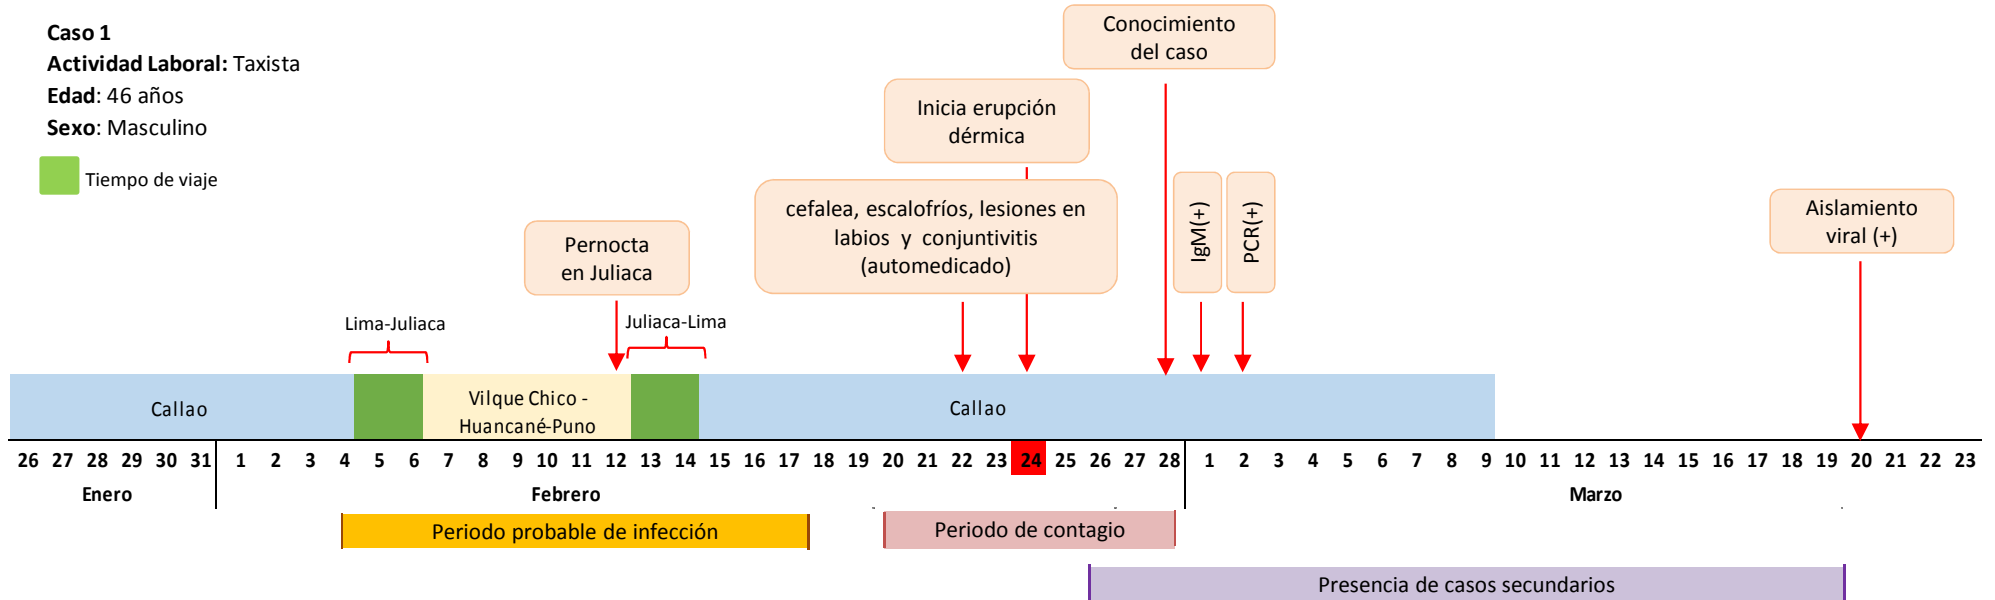 Caso 1
Actividad Laboral: Taxista
Edad: 46 años
Sexo: Masculino
Tiempo de viaje
Conocimiento
del caso
Inicia erupción
dérmica
cefalea, escalofríos, lesiones en
labios y conjuntivitis
(automedicado)
IgM(+)
PCR(+)
Aislamiento
viral (+)
Pernocta
en Juliaca
Lima-Juliaca
Juliaca-Lima
Callao
Vilque Chico -
Huancané-Puno
Callao
26 27 28 29 30 31 1 2 3 4 5 6 7 8 9 10 11 12 13 14 15 16 17 18 19 20 21 22 23 24 25 26 27 28 1 2 3 4 5 6 7 8 9 10 11 12 13 14 15 16 17 18 19 20 21 22 23
Enero Febrero Marzo
Periodo probable de infección
Periodo de contagio
Presencia de casos secundarios